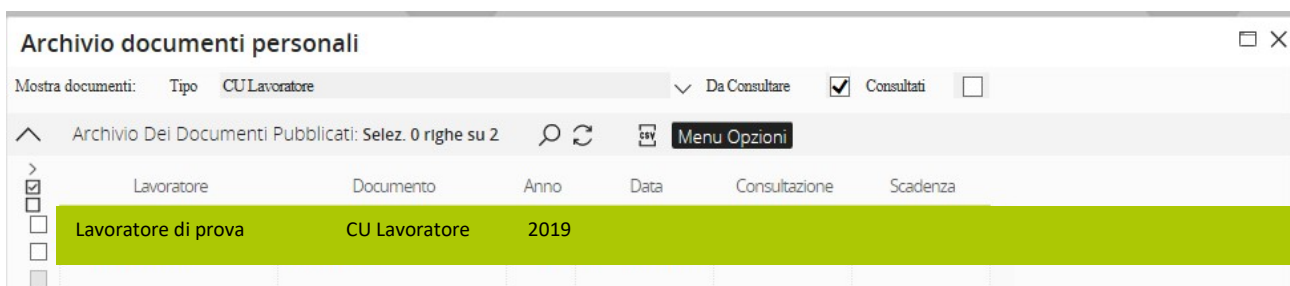 Archivio documenti personali
Mostra documenti: Tipo CU Lavoratore Da Consultare Consultati
Archivio Dei Documenti Pubblicati: Selez. 0 righe su 2 CSV Menu Opzioni
Lavoratore Documento Anno Data Consultazione Scadenza
Lavoratore di prova CU Lavoratore 2019